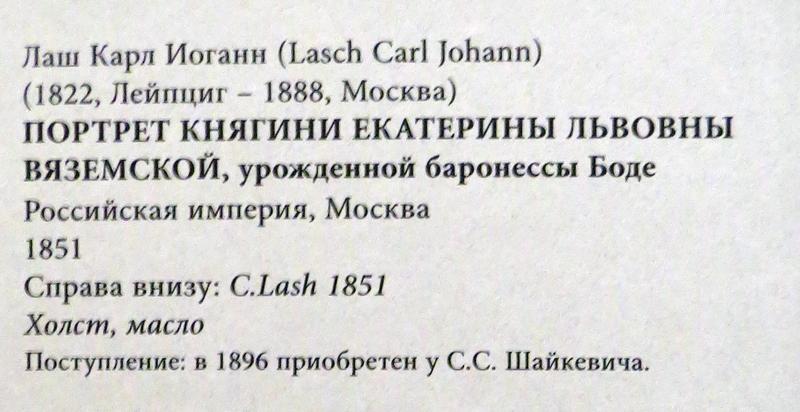 Лаш Карл Иоганн (Lasch Carl Johann)
(1822, Лейпциг – 1888, Москва)
ПОРТРЕТ КНЯГИНИ ЕКАТЕРИНЫ ЛЬВОВНЫ
ВЯЗЕМСКОЙ, урожденной баронессы Боде
Российская империя, Москва
1851
Справа внизу: C.Lash 1851
Холст, масло
Поступление: в 1896 приобретен у С.С. Шайкевича.